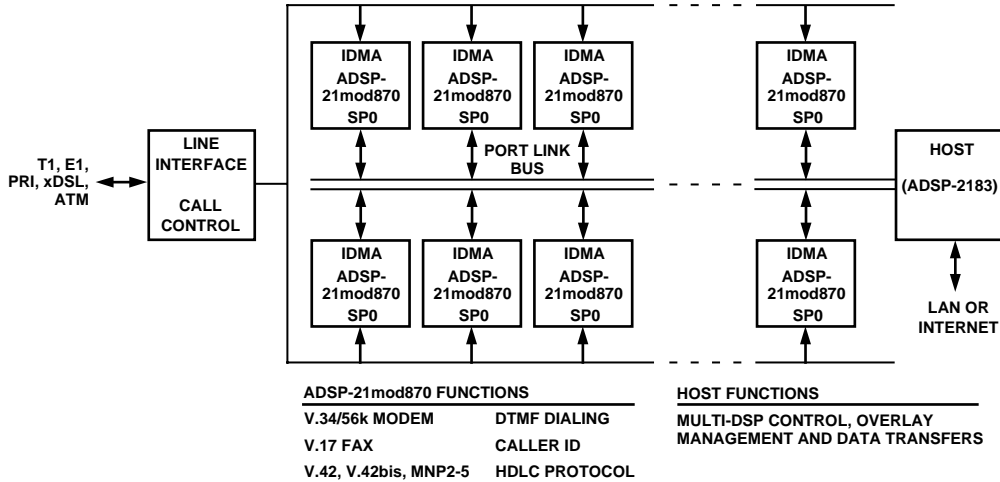 IDMA
ADSP-
21mod870
SP0
IDMA
ADSP-
21mod870
SP0
IDMA
ADSP-
21mod870
SP0
IDMA
ADSP-
21mod870
SP0
T1, E1,
PRI, xDSL,
ATM
LINE
INTERFACE
CALL
CONTROL
PORT LINK
BUS
HOST
(ADSP-2183)
IDMA
ADSP-
21mod870
SP0
IDMA
ADSP-
21mod870
SP0
IDMA
ADSP-
21mod870
SP0
IDMA
ADSP-
21mod870
SP0
LAN OR
INTERNET
ADSP-21mod870 FUNCTIONS
V.34/56k MODEM DTMF DIALING
V.17 FAX CALLER ID
V.42, V.42bis, MNP2-5 HDLC PROTOCOL
HOST FUNCTIONS
MULTI-DSP CONTROL, OVERLAY
MANAGEMENT AND DATA TRANSFERS